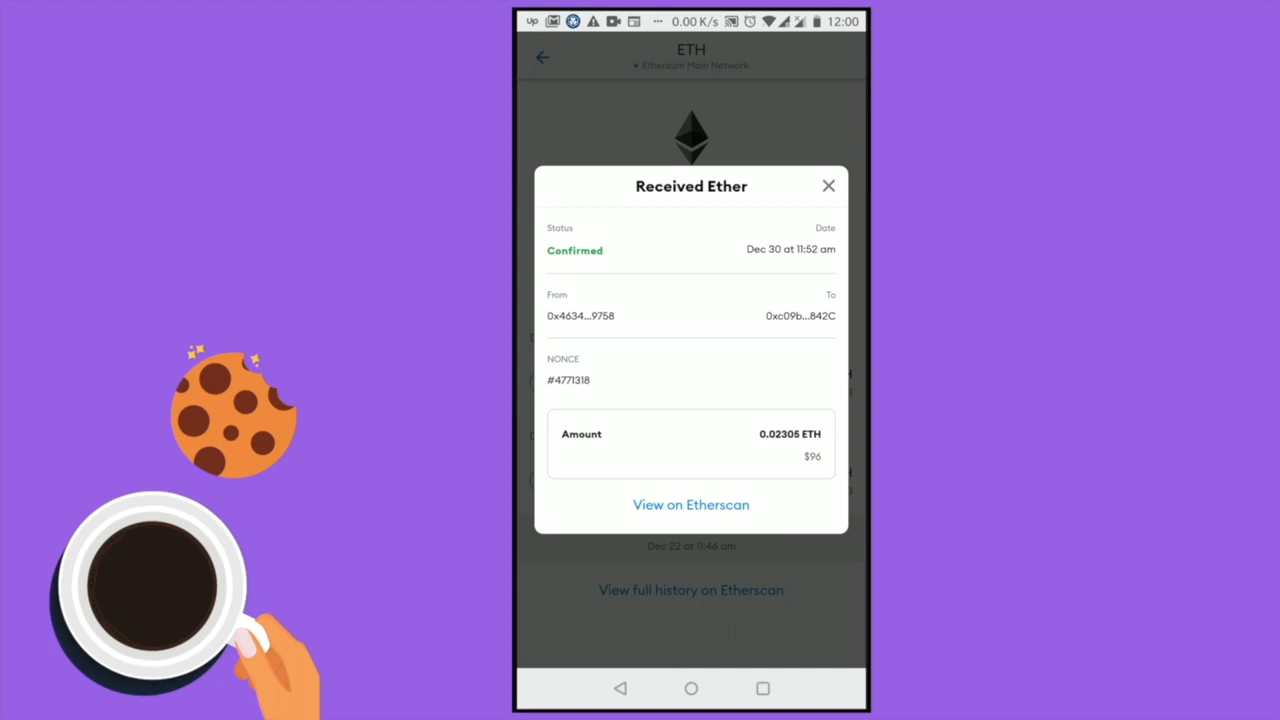 UP ... 0.00 K/s 12:00
ETH
Ethereum Main Network
Received Ether
Status Date
Confirmed Dec 30 at 11:52 am
From To
0x4634...9758 0xc09b...842C
NONCE
#4771318
Amount 0.02305 ETH
$96
View on Etherscan
Dec 22 at 11:46 am
View full history on Etherscan